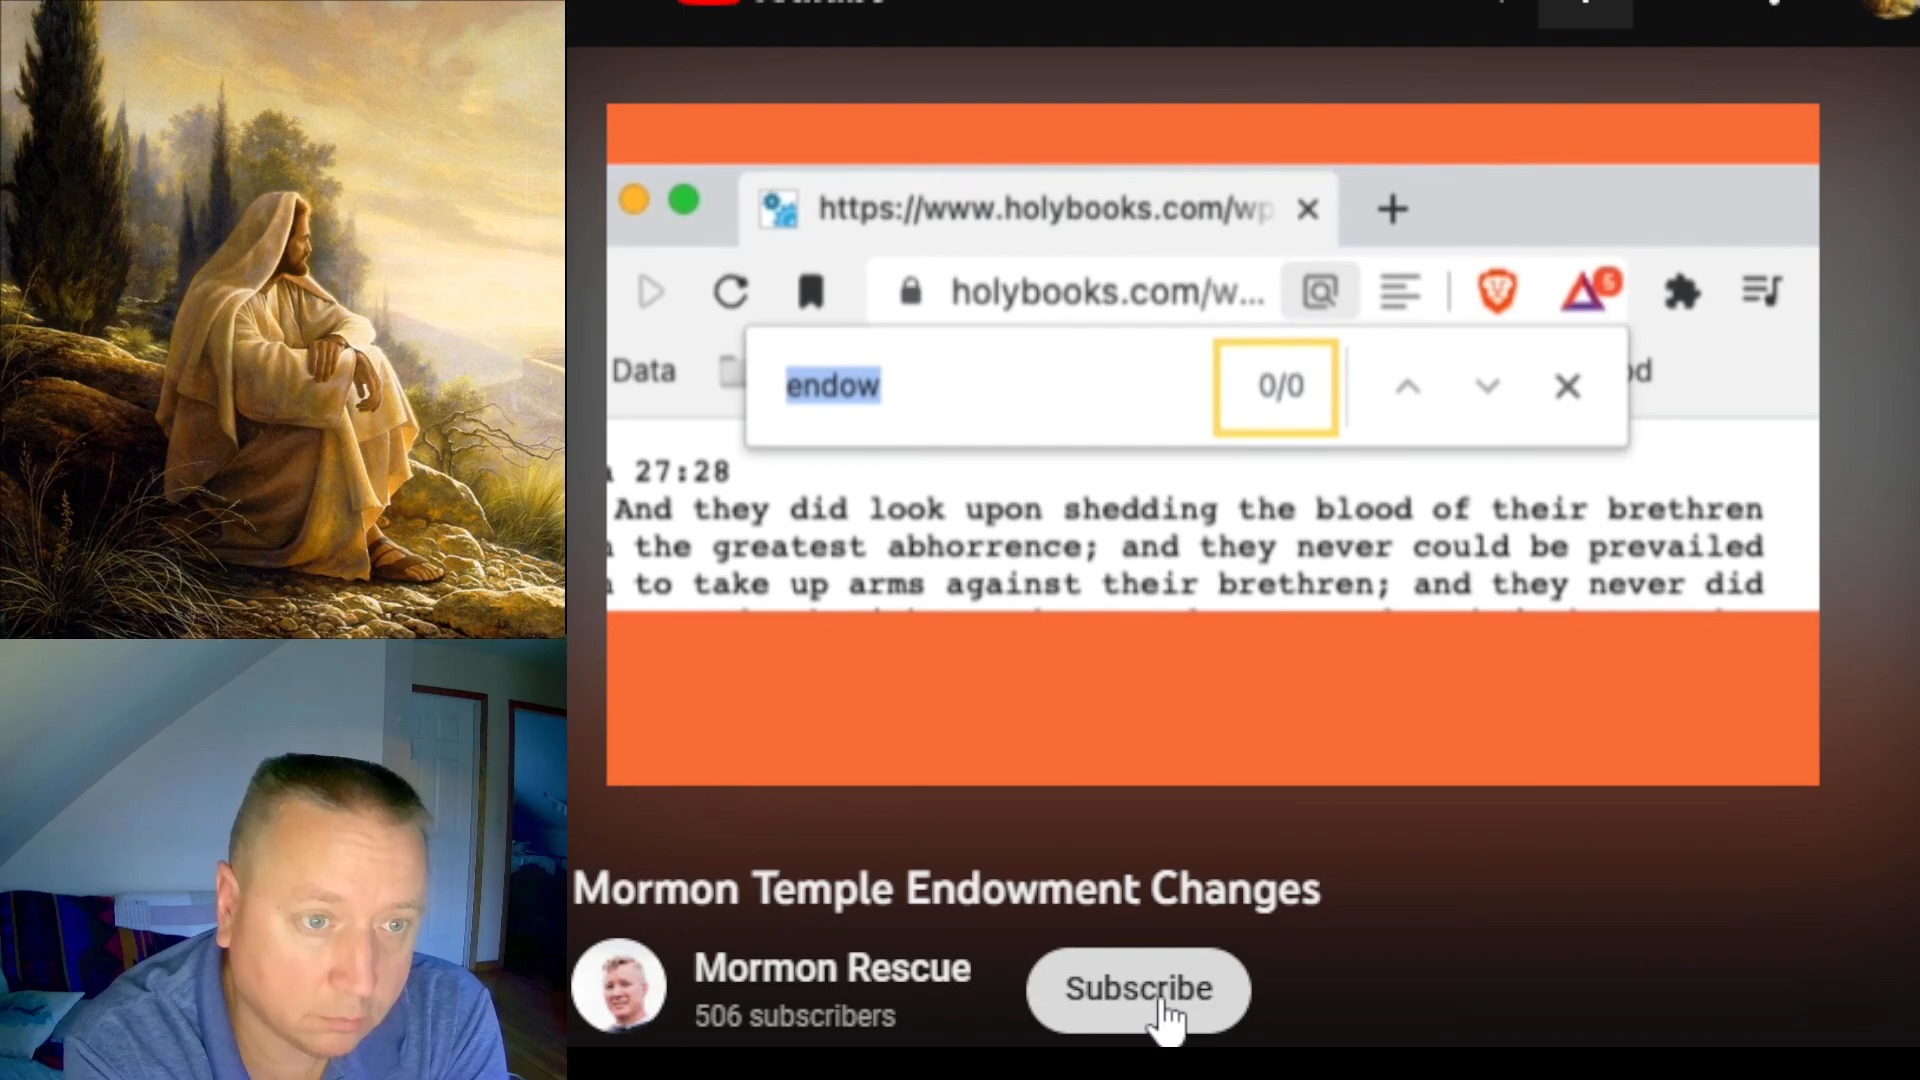 https://www.holybooks.com/wp
holybooks.com/w...
5
Data
endow
0/0
27:28
And they did look upon shedding the blood of their brethren
the greatest abhorrence; and they never could be prevailed
to take up arms against their brethren; and they never did
Mormon Temple Endowment Changes
Mormon Rescue
Subscribe
506 subscribers